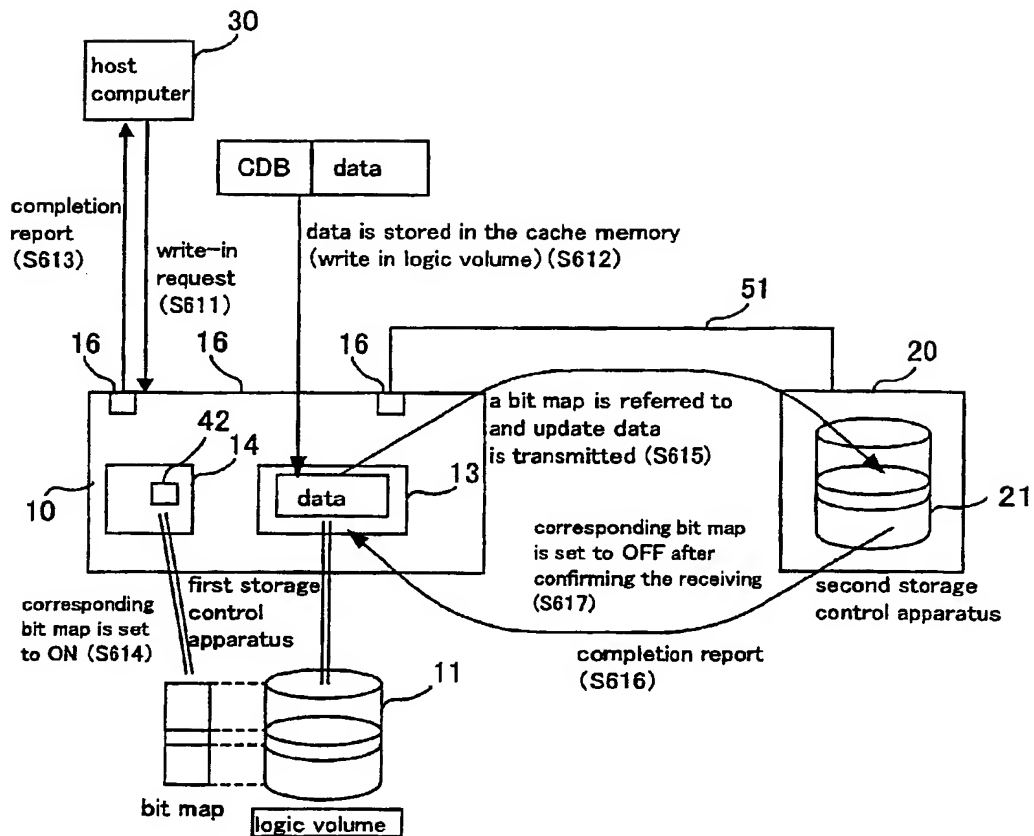 30
host
computer
CDB data
completion
report
(S613)
write-in
request
(S611)
data is stored in the cache memory
(write in logic volume) (S612)
51
16
16
16
20
a bit map is referred to
and update data
is transmitted (S615)
42
14
13
10
data
21
corresponding bit map
is set to OFF after
confirming the receiving
(S617)
first storage
control
apparatus
second storage
control apparatus
corresponding
bit map is set
to ON (S614)
completion report
(S616)
11
bit map
logic volume